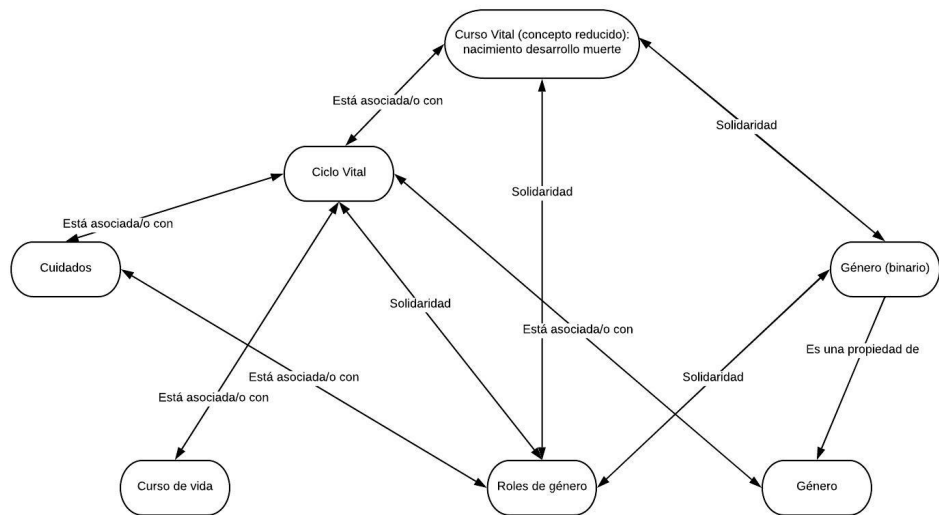 Curso Vital (concepto reducido):
nacimiento desarrollo muerte
Está asociada/o con
Solidaridad
Ciclo Vital
Solidaridad
Está asociada/o con
Cuidados
Género (binario)
Solidaridad
Está asociada/o con
Es una propiedad de
Está asociada/o con
Solidaridad
Está asociada/o con
Curso de vida
Roles de género
Género